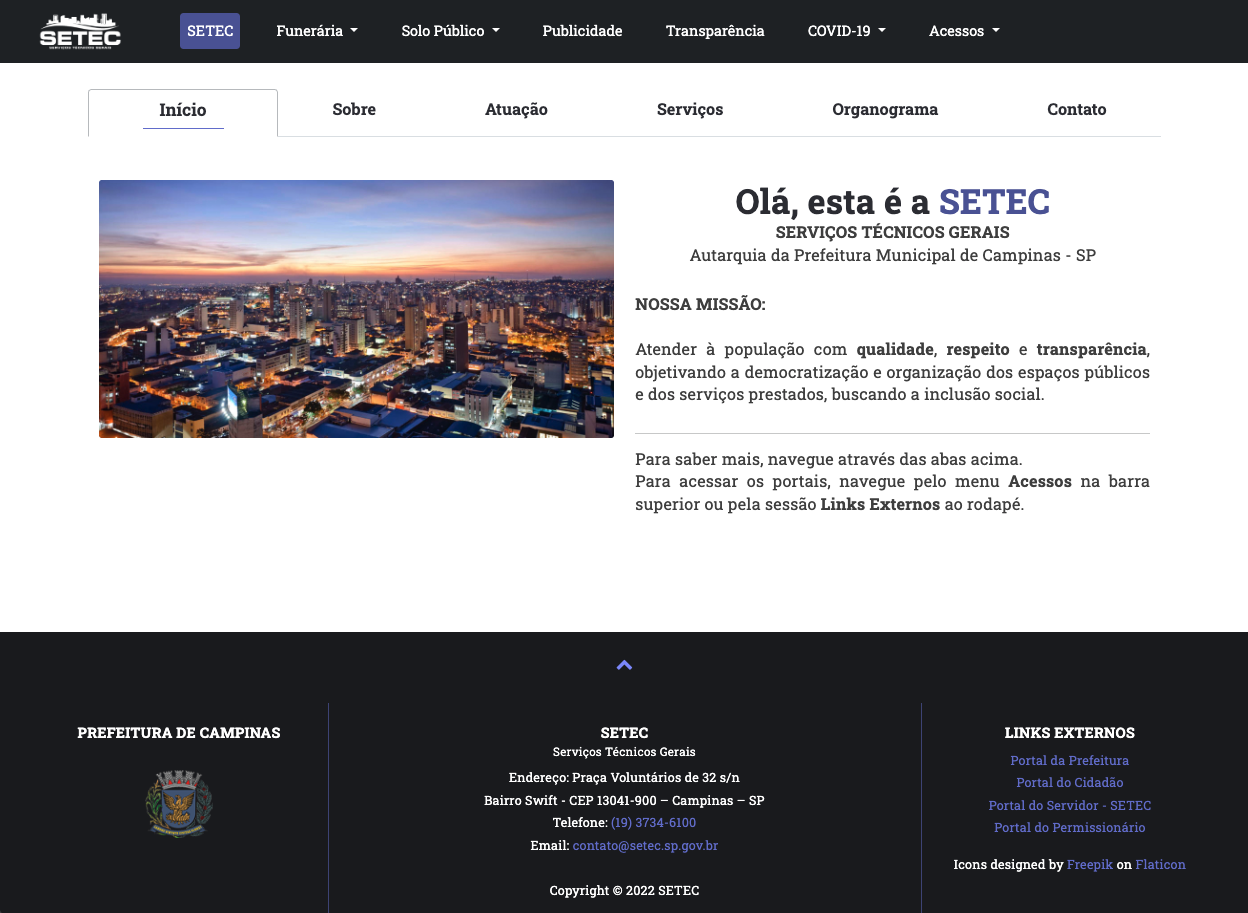 SETEC
SERVIÇOS TÉCNICOS GERAIS
SETEC
Funerária
Solo Público
Publicidade
Transparência
COVID-19
Acessos
Início
Sobre
Atuação
Serviços
Organograma
Contato
Olá, esta é a SETEC
SERVIÇOS TÉCNICOS GERAIS
Autarquia da Prefeitura Municipal de Campinas - SP
NOSSA MISSÃO:
Atender à população com qualidade, respeito e transparência,
objetivando a democratização e organização dos espaços públicos
e dos serviços prestados, buscando a inclusão social.
Para saber mais, navegue através das abas acima.
Para acessar os portais, navegue pelo menu Acessos na barra
superior ou pela sessão Links Externos ao rodapé.
PREFEITURA DE CAMPINAS
SETEC
Serviços Técnicos Gerais
Endereço: Praça Voluntários de 32 s/n
Bairro Swift - CEP 13041-900 – Campinas – SP
Telefone: (19) 3734-6100
Email: contato@setec.sp.gov.br
Copyright © 2022 SETEC
LINKS EXTERNOS
Portal da Prefeitura
Portal do Cidadão
Portal do Servidor - SETEC
Portal do Permissionário
Icons designed by Freepik on Flaticon